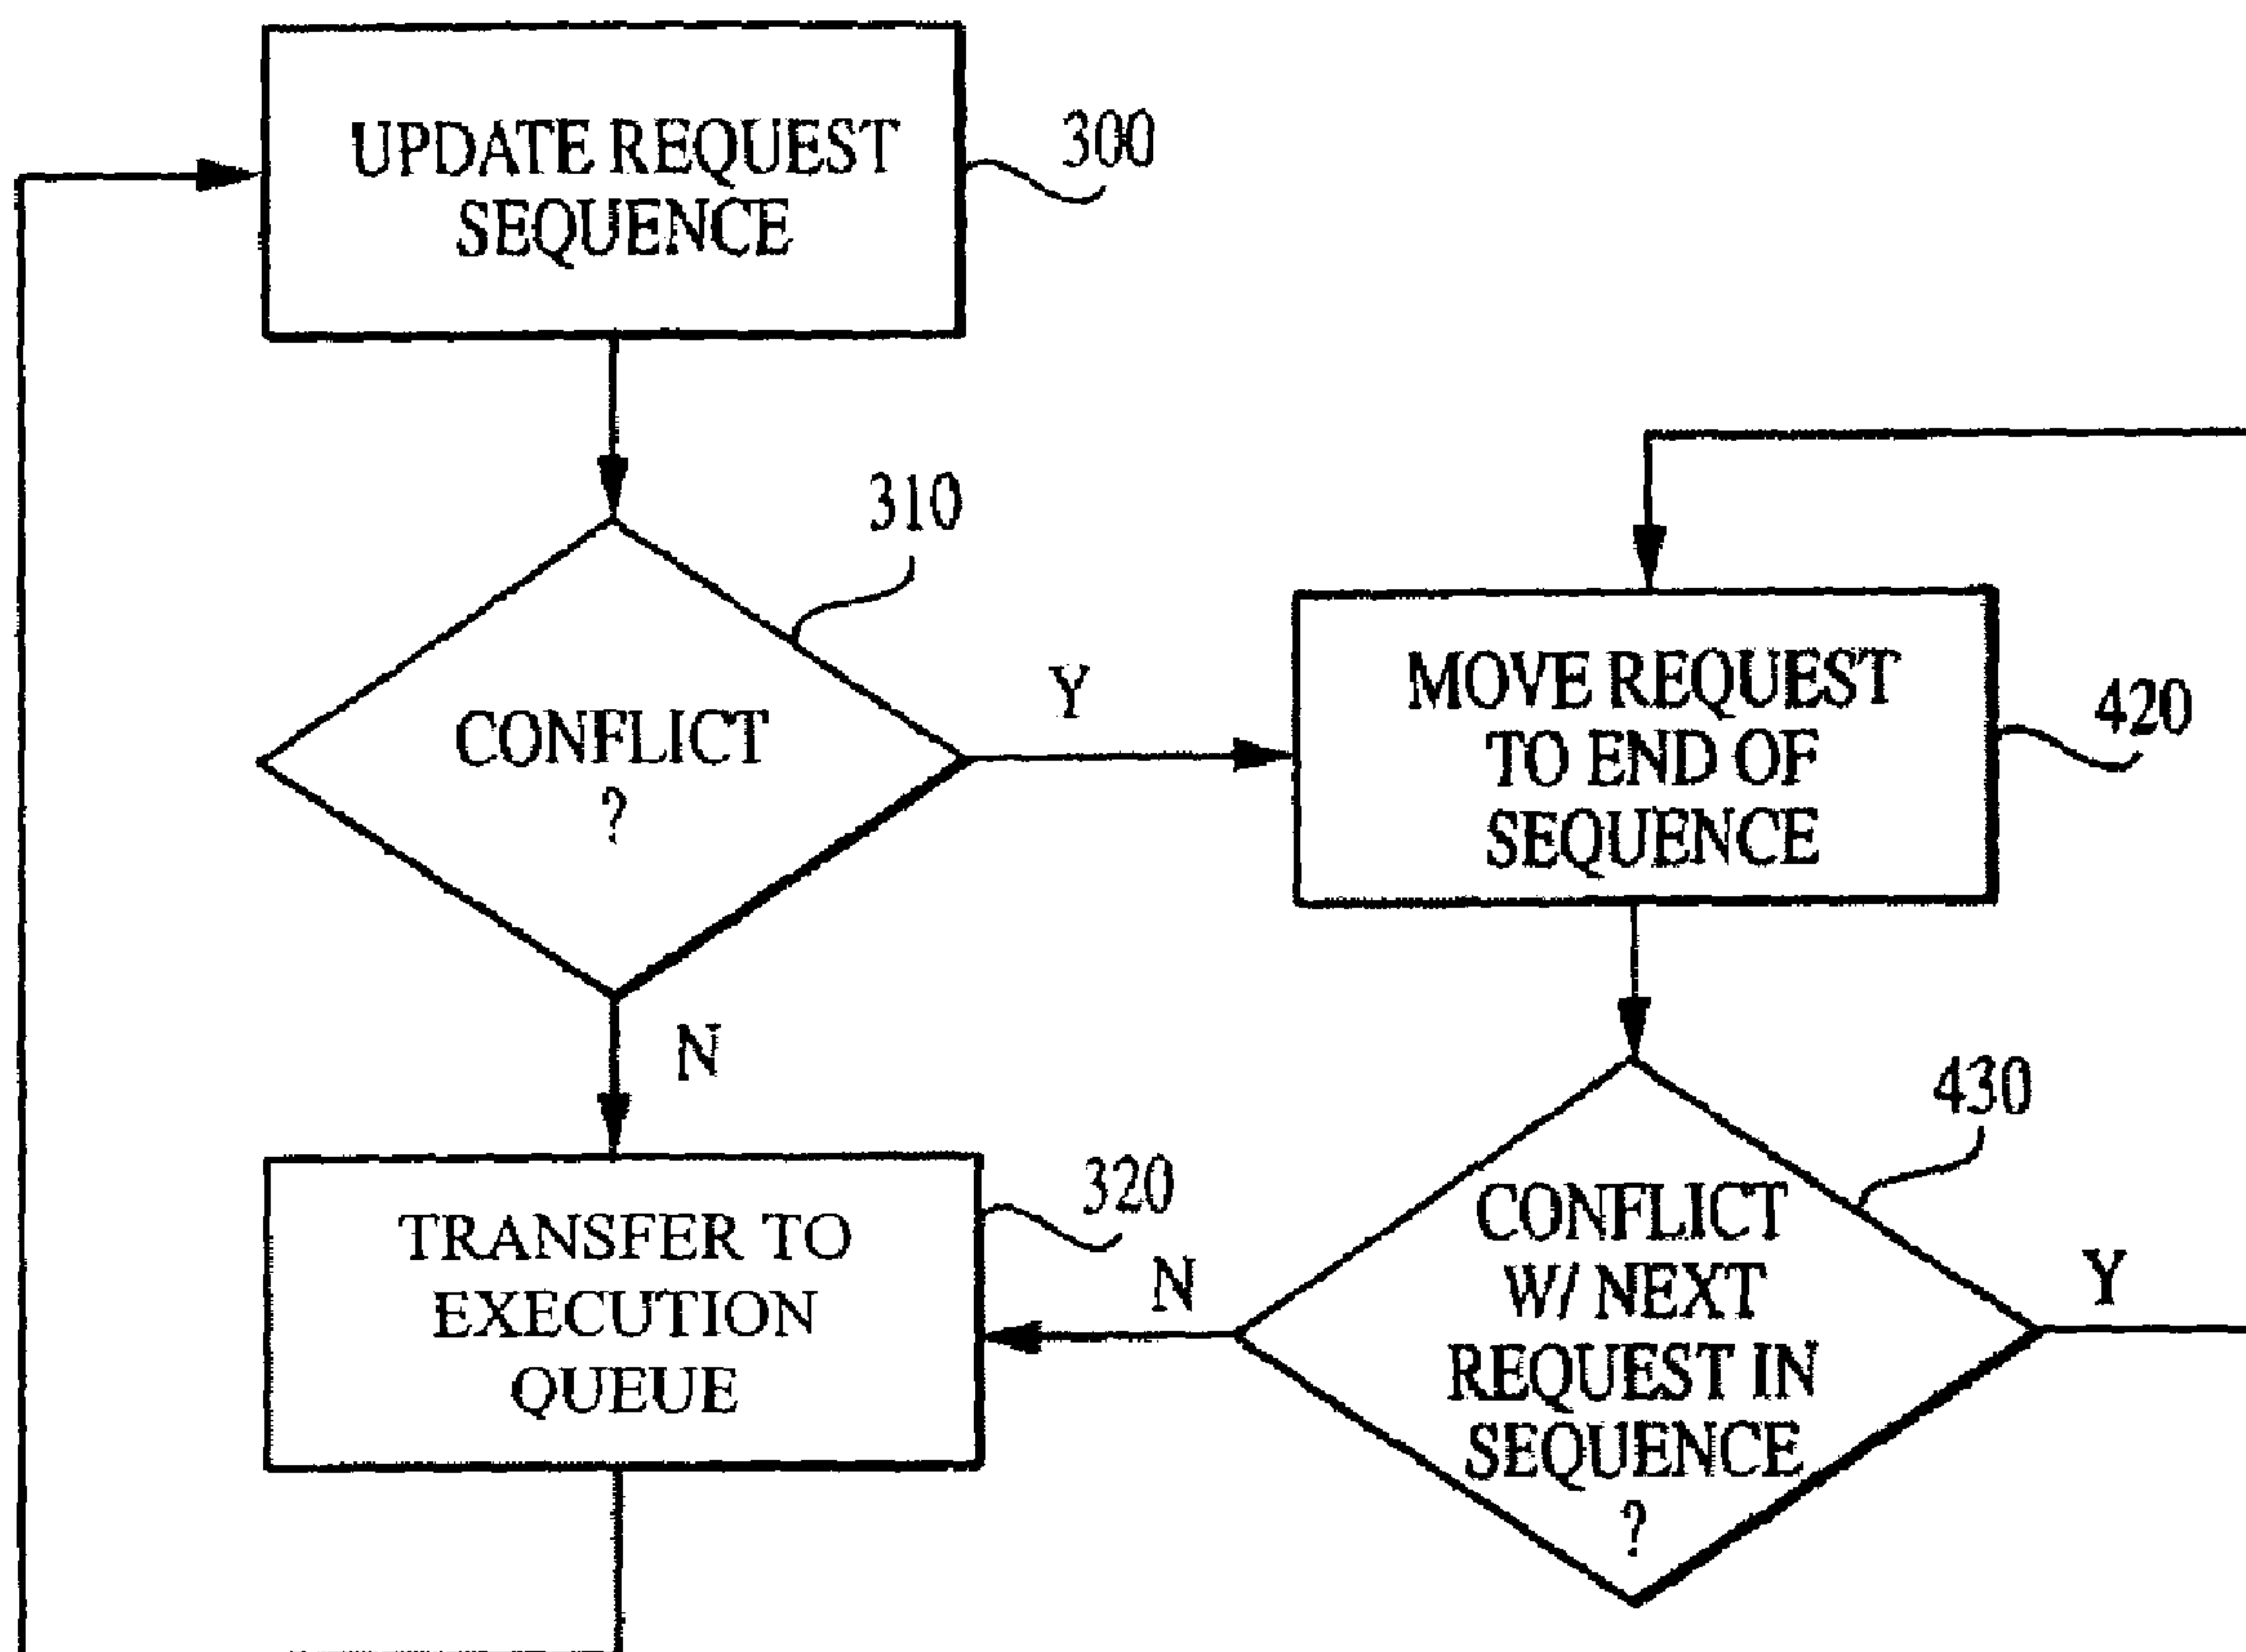 UPDATE REQUEST
SEQUENCE
300
310
CONFLICT
?
Y
N
MOVE REQUEST
TO END OF
SEQUENCE
420
TRANSFER TO
EXECUTION
QUEUE
320
N
430
CONFLICT
W/ NEXT
REQUEST IN
SEQUENCE
?
Y